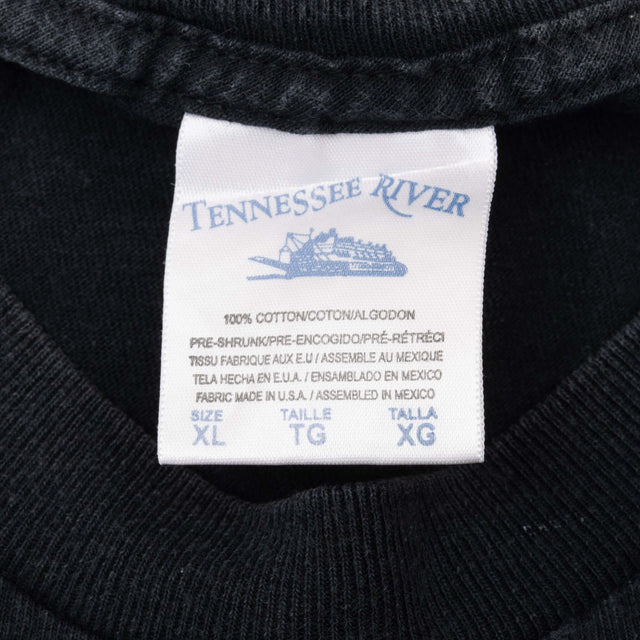 TENNESSEE RIVER
100% COTTON/COTON/ALGODON
PRE-SHRUNK/PRE-ENCOGIDO/PRÉ-RÉTRÉCI
TISSU FABRIQUE AUX E.U / ASSEMBLE AU MEXIQUE
TELA HECHA EN E.U.A. / ENSAMBLADO EN MEXICO
FABRIC MADE IN U.S.A. / ASSEMBLED IN MEXICO
SIZE TAILLE TALLA
XL TG XG